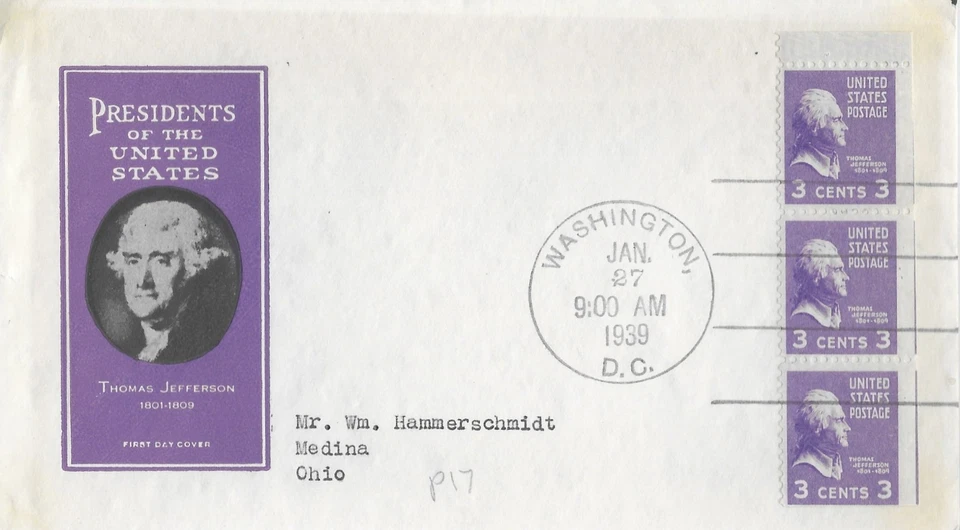 PRESIDENTS
OF THE
UNITED
STATES
THOMAS JEFFERSON
1801-1809
FIRST DAY COVER
WASHINGTON,
JAN.
27
9:00 AM
1939
D.C.
UNITED
STATES
POSTAGE
THOMAS
JEFFERSON
1801-1809
3 CENTS 3
UNITED
STATES
POSTAGE
THOMAS
JEFFERSON
1801-1809
3 CENTS 3
UNITED
STATES
POSTAGE
THOMAS
JEFFERSON
1801-1809
3 CENTS 3
Mr. Wm. Hammerschmidt
Medina
Ohio
P17